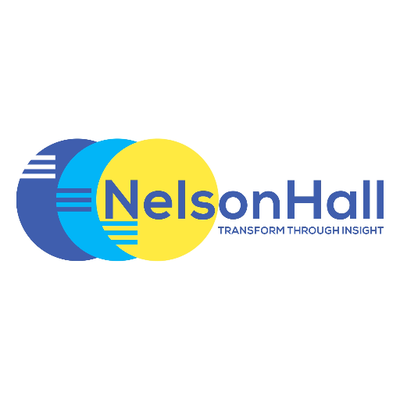 NelsonHall
TRANSFORM THROUGH INSIGHT